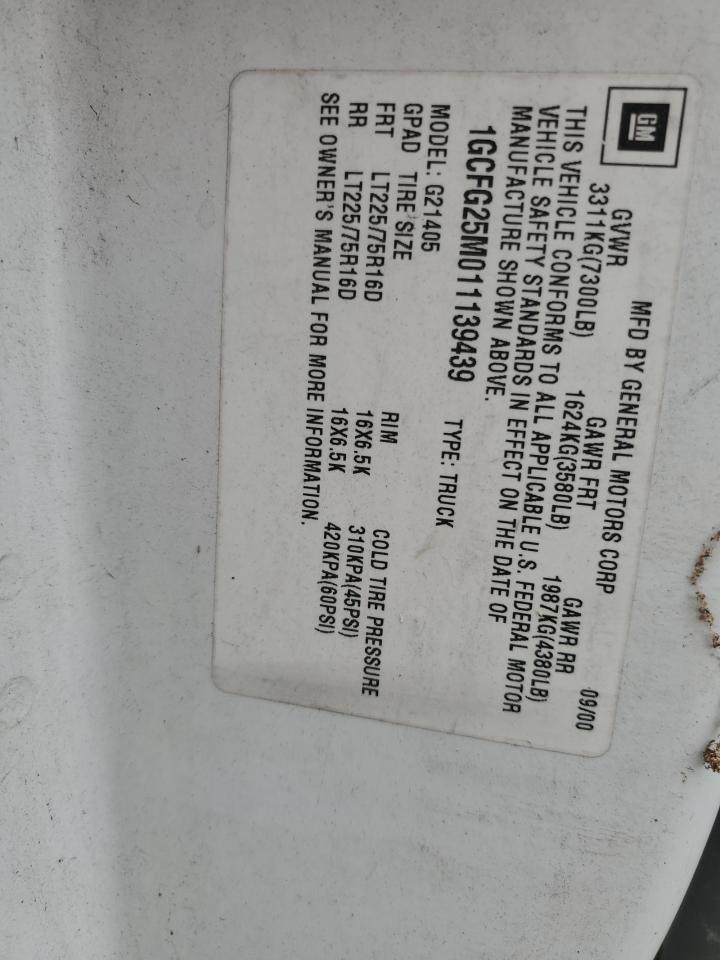 GM
MFD BY GENERAL MOTORS CORP
09/00
GVWR GAWR FRT GAWR RR
3311KG(7300LB) 1624KG(3580LB) 1987KG(4380LB)
THIS VEHICLE CONFORMS TO ALL APPLICABLE U.S. FEDERAL MOTOR
VEHICLE SAFETY STANDARDS IN EFFECT ON THE DATE OF
MANUFACTURE SHOWN ABOVE.
1GCFG25M011139439 TYPE: TRUCK
MODEL: G21405
GPAD TIRE SIZE RIM COLD TIRE PRESSURE
FRT LT225/75R16D 16X6.5K 310KPA(45PSI)
RR LT225/75R16D 16X6.5K 420KPA(60PSI)
SEE OWNER'S MANUAL FOR MORE INFORMATION.